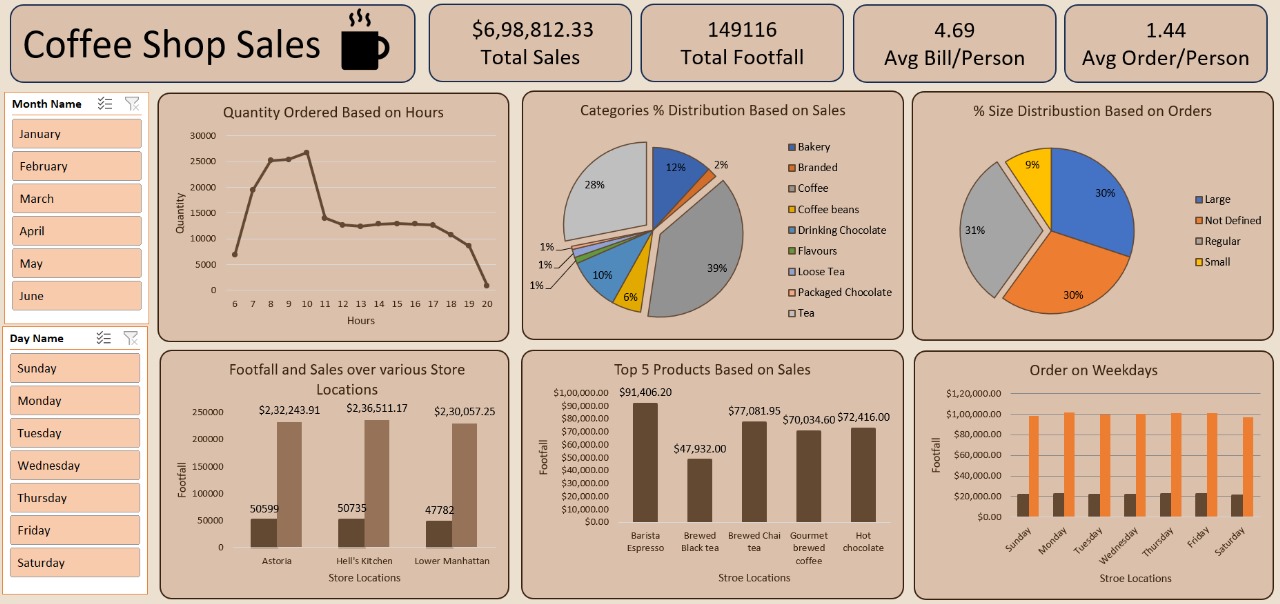 Coffee Shop Sales
$6,98,812.33
Total Sales
149116
Total Footfall
4.69
Avg Bill/Person
1.44
Avg Order/Person
Month Name
January
February
March
April
May
June
Day Name
Sunday
Monday
Tuesday
Wednesday
Thursday
Friday
Saturday
Quantity Ordered Based on Hours
30000
25000
20000
15000
10000
5000
0
Quantity
6 7 8 9 10 11 12 13 14 15 16 17 18 19 20
Hours
Categories % Distribution Based on Sales
12%
2%
39%
6%
10%
1%
1%
1%
28%
Bakery
Branded
Coffee
Coffee beans
Drinking Chocolate
Flavours
Loose Tea
Packaged Chocolate
Tea
% Size Distribustion Based on Orders
30%
30%
31%
9%
Large
Not Defined
Regular
Small
Footfall and Sales over various Store
Locations
250000
200000
150000
100000
50000
0
Footfall
$2,32,243.91
$2,36,511.17
$2,30,057.25
50599
50735
47782
Astoria
Hell's Kitchen
Lower Manhattan
Store Locations
Top 5 Products Based on Sales
$1,00,000.00
$90,000.00
$80,000.00
$70,000.00
$60,000.00
$50,000.00
$40,000.00
$30,000.00
$20,000.00
$10,000.00
$0.00
Footfall
$91,406.20
$47,932.00
$77,081.95
$70,034.60
$72,416.00
Barista
Espresso
Brewed
Black tea
Brewed Chai
tea
Gourmet
brewed
coffee
Hot
chocolate
Stroe Locations
Order on Weekdays
$1,20,000.00
$1,00,000.00
$80,000.00
$60,000.00
$40,000.00
$20,000.00
$0.00
Footfall
Sunday
Monday
Tuesday
Wednesday
Thursday
Friday
Saturday
Stroe Locations